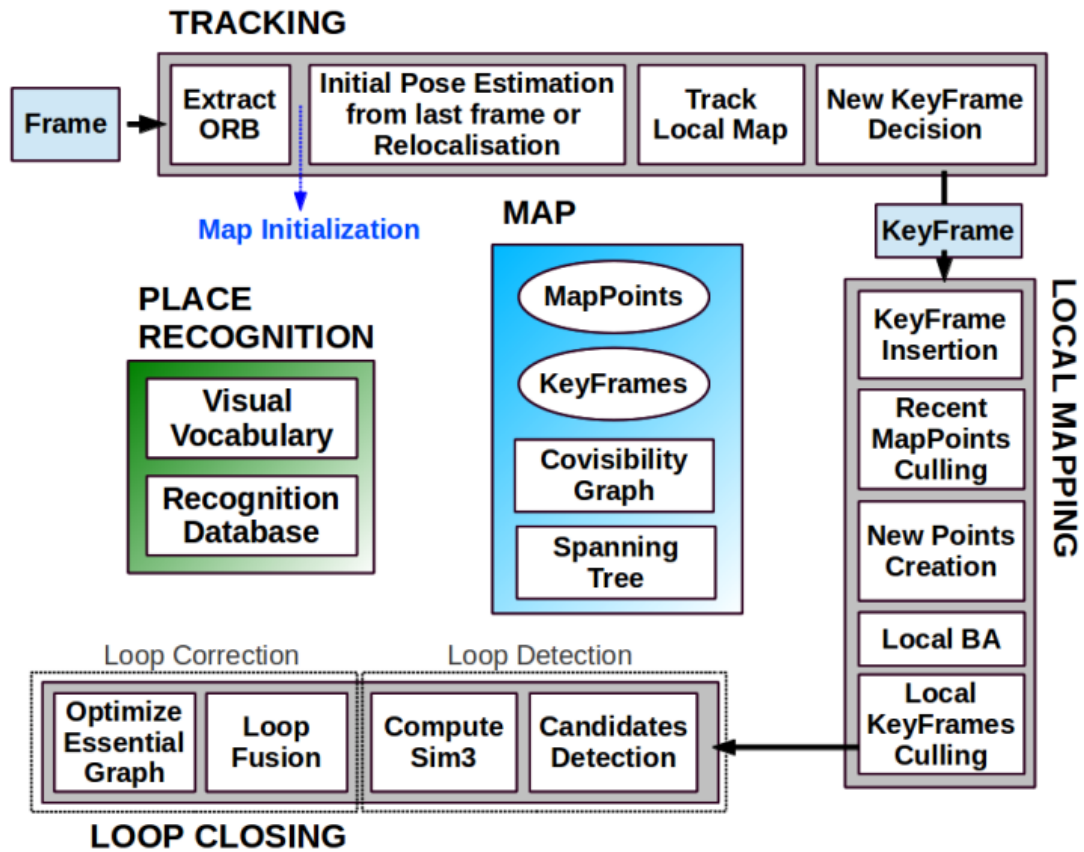 TRACKING
Frame
Extract
ORB
Initial Pose Estimation
from last frame or
Relocalisation
Track
Local Map
New KeyFrame
Decision
Map Initialization
MAP
KeyFrame
MapPoints
KeyFrames
Covisibility
Graph
Spanning
Tree
PLACE
RECOGNITION
Visual
Vocabulary
Recognition
Database
LOCAL MAPPING
KeyFrame
Insertion
Recent
MapPoints
Culling
New Points
Creation
Local BA
Local
KeyFrames
Culling
Loop Correction
Loop Detection
Optimize
Essential
Graph
Loop
Fusion
Compute
Sim3
Candidates
Detection
LOOP CLOSING